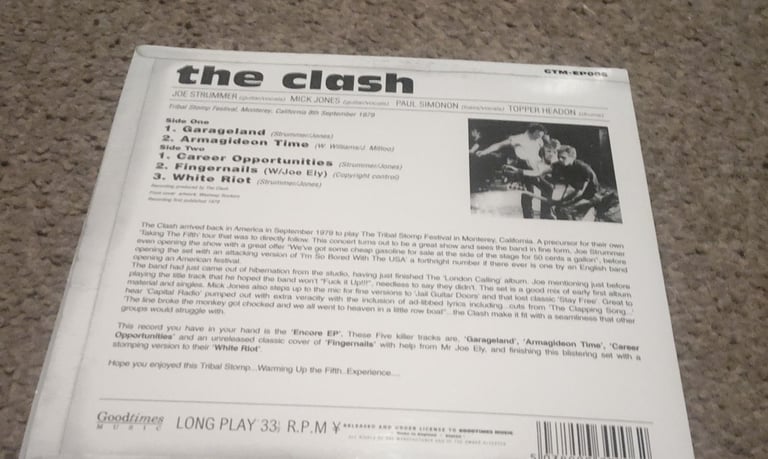 the clash
GTM-EP005
JOE STRUMMER (guitar/vocals) MICK JONES (guitar/vocals) PAUL SIMONON (bass/vocals) TOPPER HEADON (drums)
Tribal Stomp Festival, Monterey, California 8th September 1979
Side One
1. Garageland (Strummer/Jones)
2. Armagideon Time (W. Williams/J. Mittoo)
Side Two
1. Career Opportunities (Strummer/Jones)
2. Fingernails (W/Joe Ely) (Copyright control)
3. White Riot (Strummer/Jones)
Recording produced by The Clash
Front cover artwork:
Recording first published 1979
The Clash arrived back in America in September 1979 to play The Tribal Stomp Festival in Monterey, California. A precursor for their own
'Taking The Fifth' tour that was to directly follow. This concert turns out to be a great show and sees the band in fine form. Joe Strummer
even opening the show with a great offer "We've got some cheap gasoline for sale at the side of the stage for 50 cents a gallon!", before
opening the set with an attacking version of 'I'm So Bored With The USA' a forthright number if there ever is one by an English band
opening an American festival.
The band had just came out of hibernation from the studio, having just finished The 'London Calling' album. Joe mentioning just before
playing the title track that he hoped the band won't "Fuck it Up!!!", needless to say they didn't. The set is a good mix of early first album
material and singles. Mick Jones also steps up to the mic for fine versions to 'Jail Guitar Doors' and that lost classic 'Stay Free'. Great to
hear 'Capital Radio' pumped out with extra veracity with the inclusion of ad-libbed lyrics including...cuts from 'The Clapping Song...'
'The line broke the monkey got chocked and we all went to heaven in a little row boat"...the Clash make it fit with a seamliness that other
groups would struggle with.
This record you have in your hand is the 'Encore EP'. These Five killer tracks are, 'Garageland', 'Armagideon Time', 'Career
Opportunities' and an unreleased classic cover of 'Fingernails' with help from Mr Joe Ely, and finishing this blistering set with a
stomping version to their 'White Riot'.
Hope you enjoyed this Tribal Stomp...Warming Up the Fifth..Experience....
Goodtimes
MUSIC
LONG PLAY 33⅓ R.P.M ¥ RELEASED AND UNDER LICENSE TO GOODTIMES MUSIC